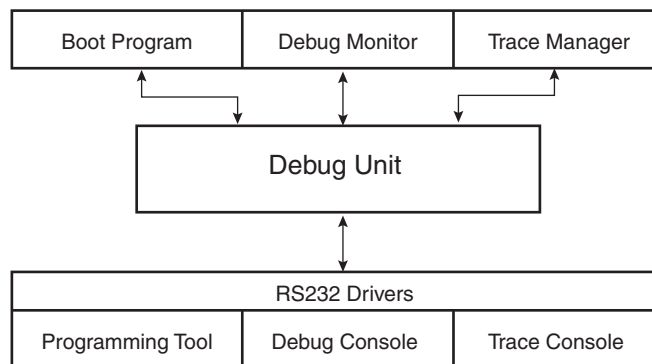 Boot Program
Debug Monitor
Trace Manager
Debug Unit
RS232 Drivers
Programming Tool
Debug Console
Trace Console